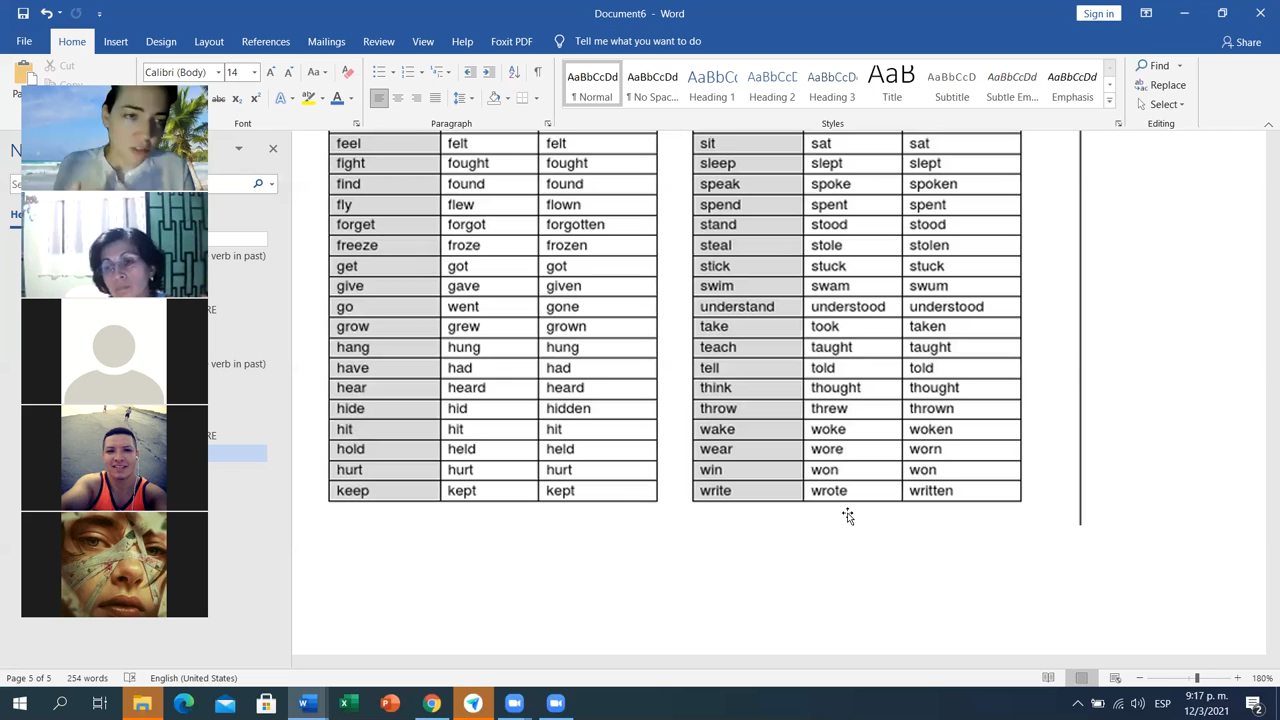 Document6 - Word
Sign in
File Home Insert Design Layout References Mailings Review View Help Foxit PDF Tell me what you want to do Share
Cut
Calibri (Body) 14 Aa
AaBbCcDd AaBbCcDd AaBbCc AaBbCcC AaBbCcD AaB AaBbCcD AaBbCcDd AaBbCcDd
¶ Normal ¶ No Spac... Heading 1 Heading 2 Heading 3 Title Subtitle Subtle Em... Emphasis
Find
Replace
Select
Font Paragraph Styles Editing
e verb in past)
RE
e verb in past)
RE
feel felt felt sit sat sat
fight fought fought sleep slept slept
find found found speak spoke spoken
fly flew flown spend spent spent
forget forgot forgotten stand stood stood
freeze froze frozen steal stole stolen
get got got stick stuck stuck
give gave given swim swam swum
go went gone understand understood understood
grow grew grown take took taken
hang hung hung teach taught taught
have had had tell told told
hear heard heard think thought thought
hide hid hidden throw threw thrown
hit hit hit wake woke woken
hold held held wear wore worn
hurt hurt hurt win won won
keep kept kept write wrote written
Page 5 of 5 254 words English (United States) 180%
ESP
9:17 p. m.
12/3/2021
2